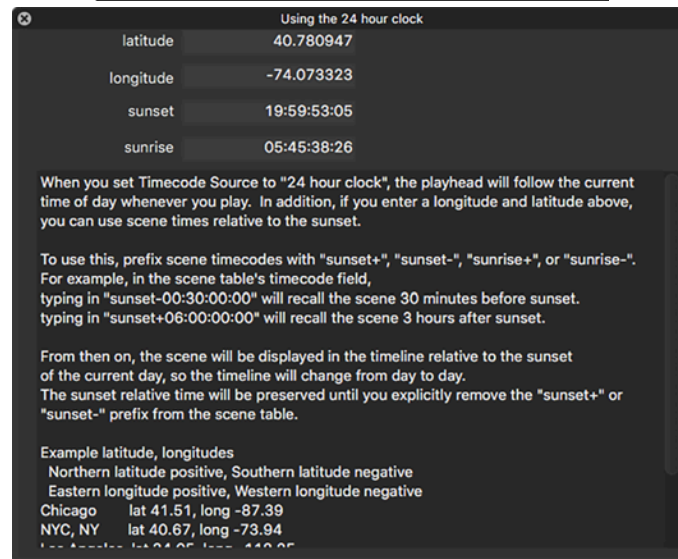 Using the 24 hour clock
latitude 40.780947
longitude -74.073323
sunset 19:59:53:05
sunrise 05:45:38:26
When you set Timecode Source to "24 hour clock", the playhead will follow the current
time of day whenever you play. In addition, if you enter a longitude and latitude above,
you can use scene times relative to the sunset.
To use this, prefix scene timecodes with "sunset+", "sunset-", "sunrise+", or "sunrise-".
For example, in the scene table's timecode field,
typing in "sunset-00:30:00:00" will recall the scene 30 minutes before sunset.
typing in "sunset+06:00:00:00" will recall the scene 3 hours after sunset.
From then on, the scene will be displayed in the timeline relative to the sunset
of the current day, so the timeline will change from day to day.
The sunset relative time will be preserved until you explicitly remove the "sunset+" or
"sunset-" prefix from the scene table.
Example latitude, longitudes
Northern latitude positive, Southern latitude negative
Eastern longitude positive, Western longitude negative
Chicago lat 41.51, long -87.39
NYC, NY lat 40.67, long -73.94